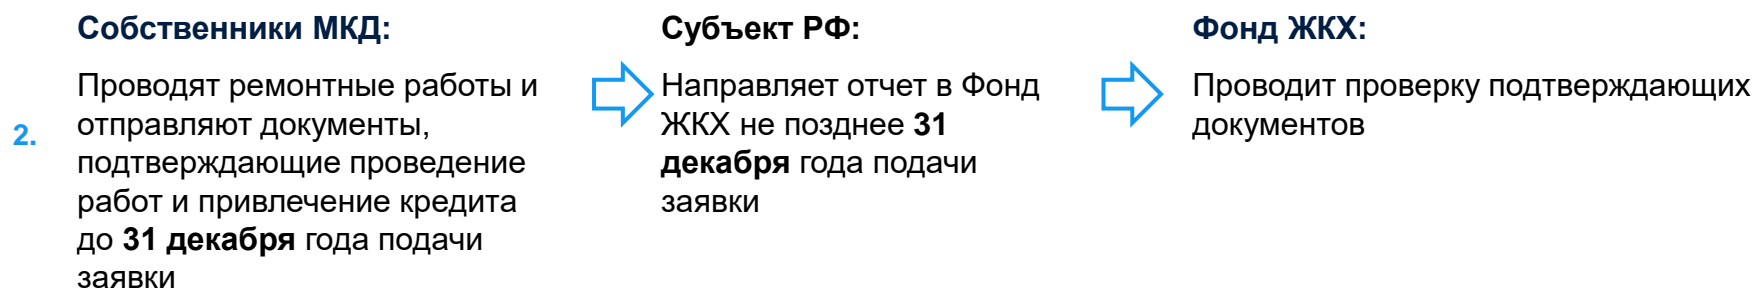 2.
Собственники МКД:
Проводят ремонтные работы и
отправляют документы,
подтверждающие проведение
работ и привлечение кредита
до 31 декабря года подачи
заявки
Субъект РФ:
Направляет отчет в Фонд
ЖКХ не позднее 31
декабря года подачи
заявки
Фонд ЖКХ:
Проводит проверку подтверждающих
документов